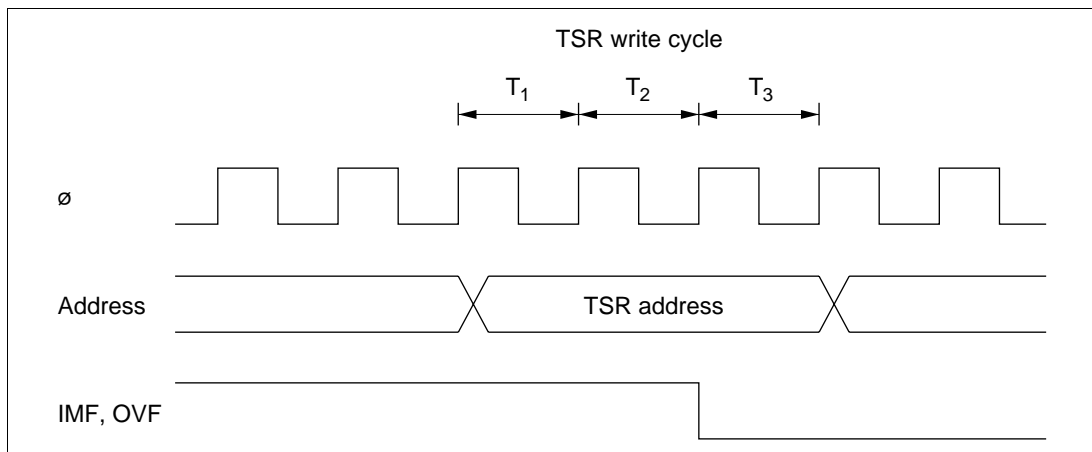 TSR write cycle
T1 T2 T3
ø
Address TSR address
IMF, OVF